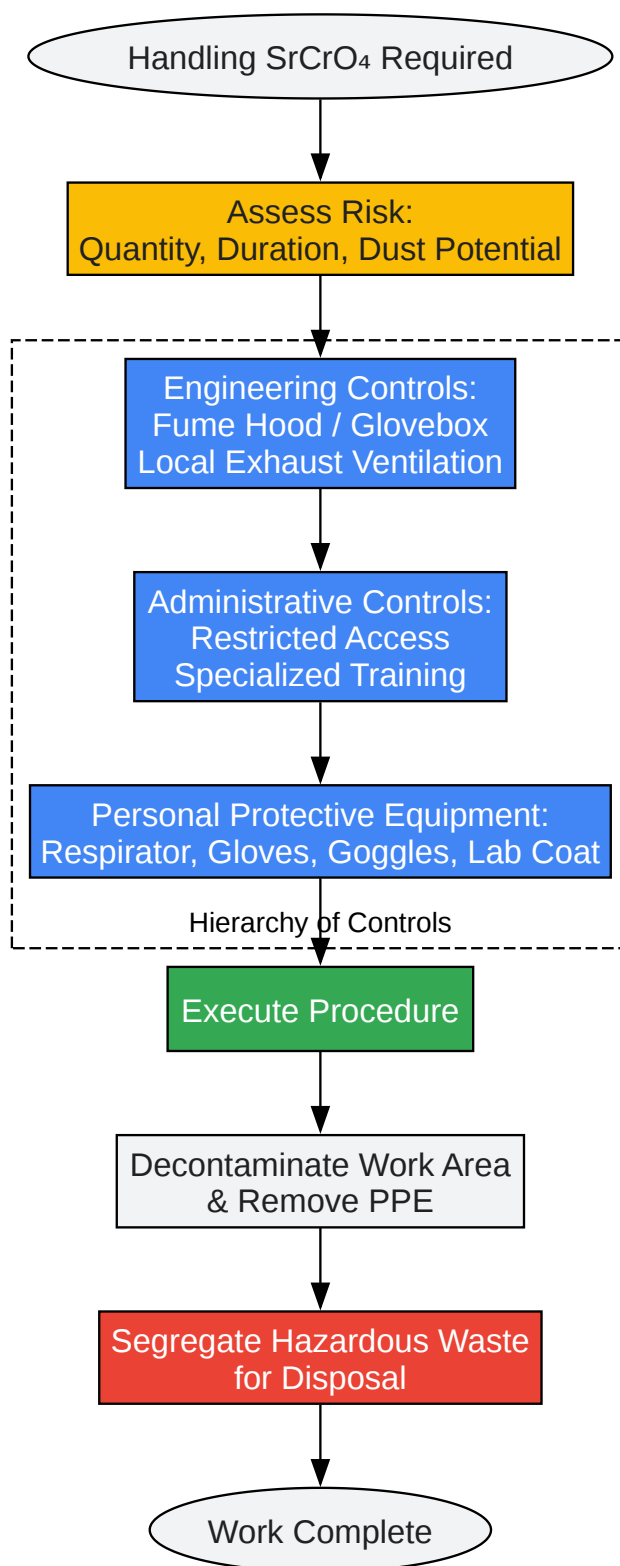 Handling SrCrO₄ Required
Assess Risk:
Quantity, Duration, Dust Potential
Engineering Controls:
Fume Hood / Glovebox
Local Exhaust Ventilation
Administrative Controls:
Restricted Access
Specialized Training
Personal Protective Equipment:
Respirator, Gloves, Goggles, Lab Coat
Hierarchy of Controls
Execute Procedure
Decontaminate Work Area
& Remove PPE
Segregate Hazardous Waste
for Disposal
Work Complete